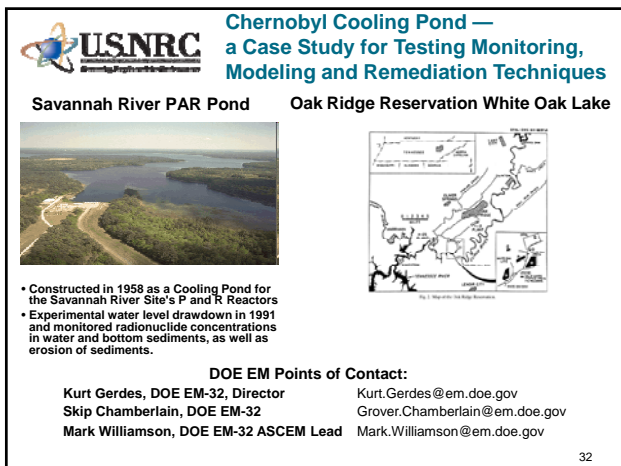 U.S.NRC
Chernobyl Cooling Pond —
a Case Study for Testing Monitoring,
Modeling and Remediation Techniques
Savannah River PAR Pond
Oak Ridge Reservation White Oak Lake
• Constructed in 1958 as a Cooling Pond for
the Savannah River Site's P and R Reactors
• Experimental water level drawdown in 1991
and monitored radionuclide concentrations
in water and bottom sediments, as well as
erosion of sediments.
DOE EM Points of Contact:
Kurt Gerdes, DOE EM-32, Director Kurt.Gerdes@em.doe.gov
Skip Chamberlain, DOE EM-32 Grover.Chamberlain@em.doe.gov
Mark Williamson, DOE EM-32 ASCEM Lead Mark.Williamson@em.doe.gov
32